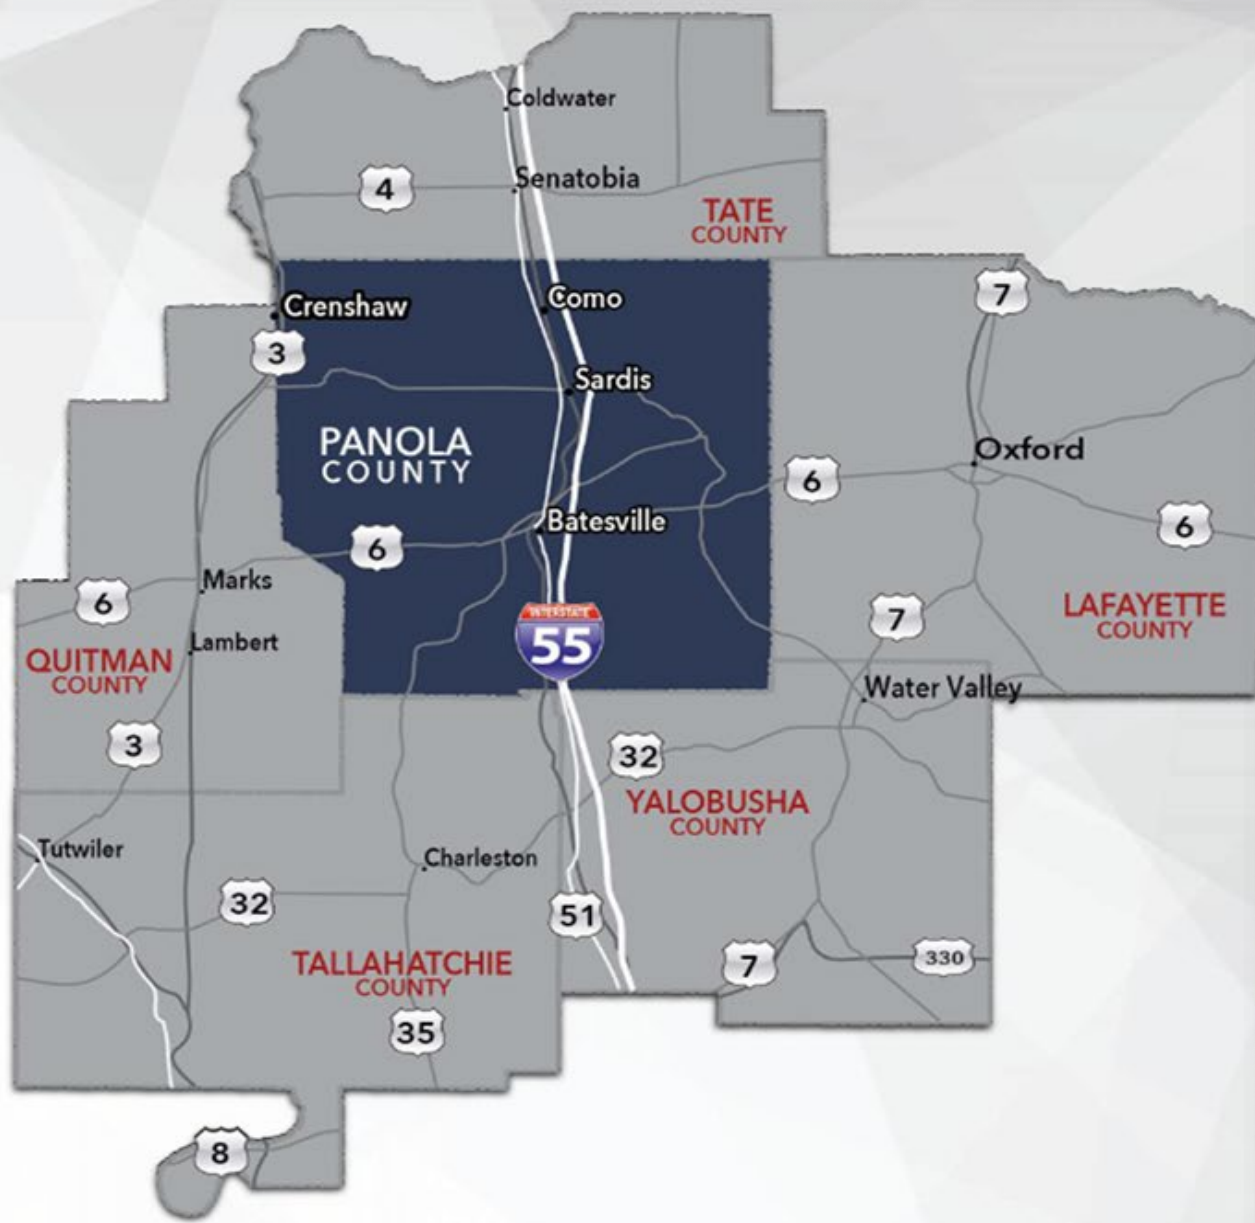 Coldwater
4
Senatobia
TATE
COUNTY
7
Crenshaw
Como
3
Sardis
PANOLA
COUNTY
Oxford
6
6
Batesville
6
Marks
6
7
LAFAYETTE
COUNTY
INTERSTATE
55
Lambert
QUITMAN
COUNTY
Water Valley
3
32
YALOBUSHA
COUNTY
Tutwiler
Charleston
32
51
TALLAHATCHIE
COUNTY
7
330
35
8